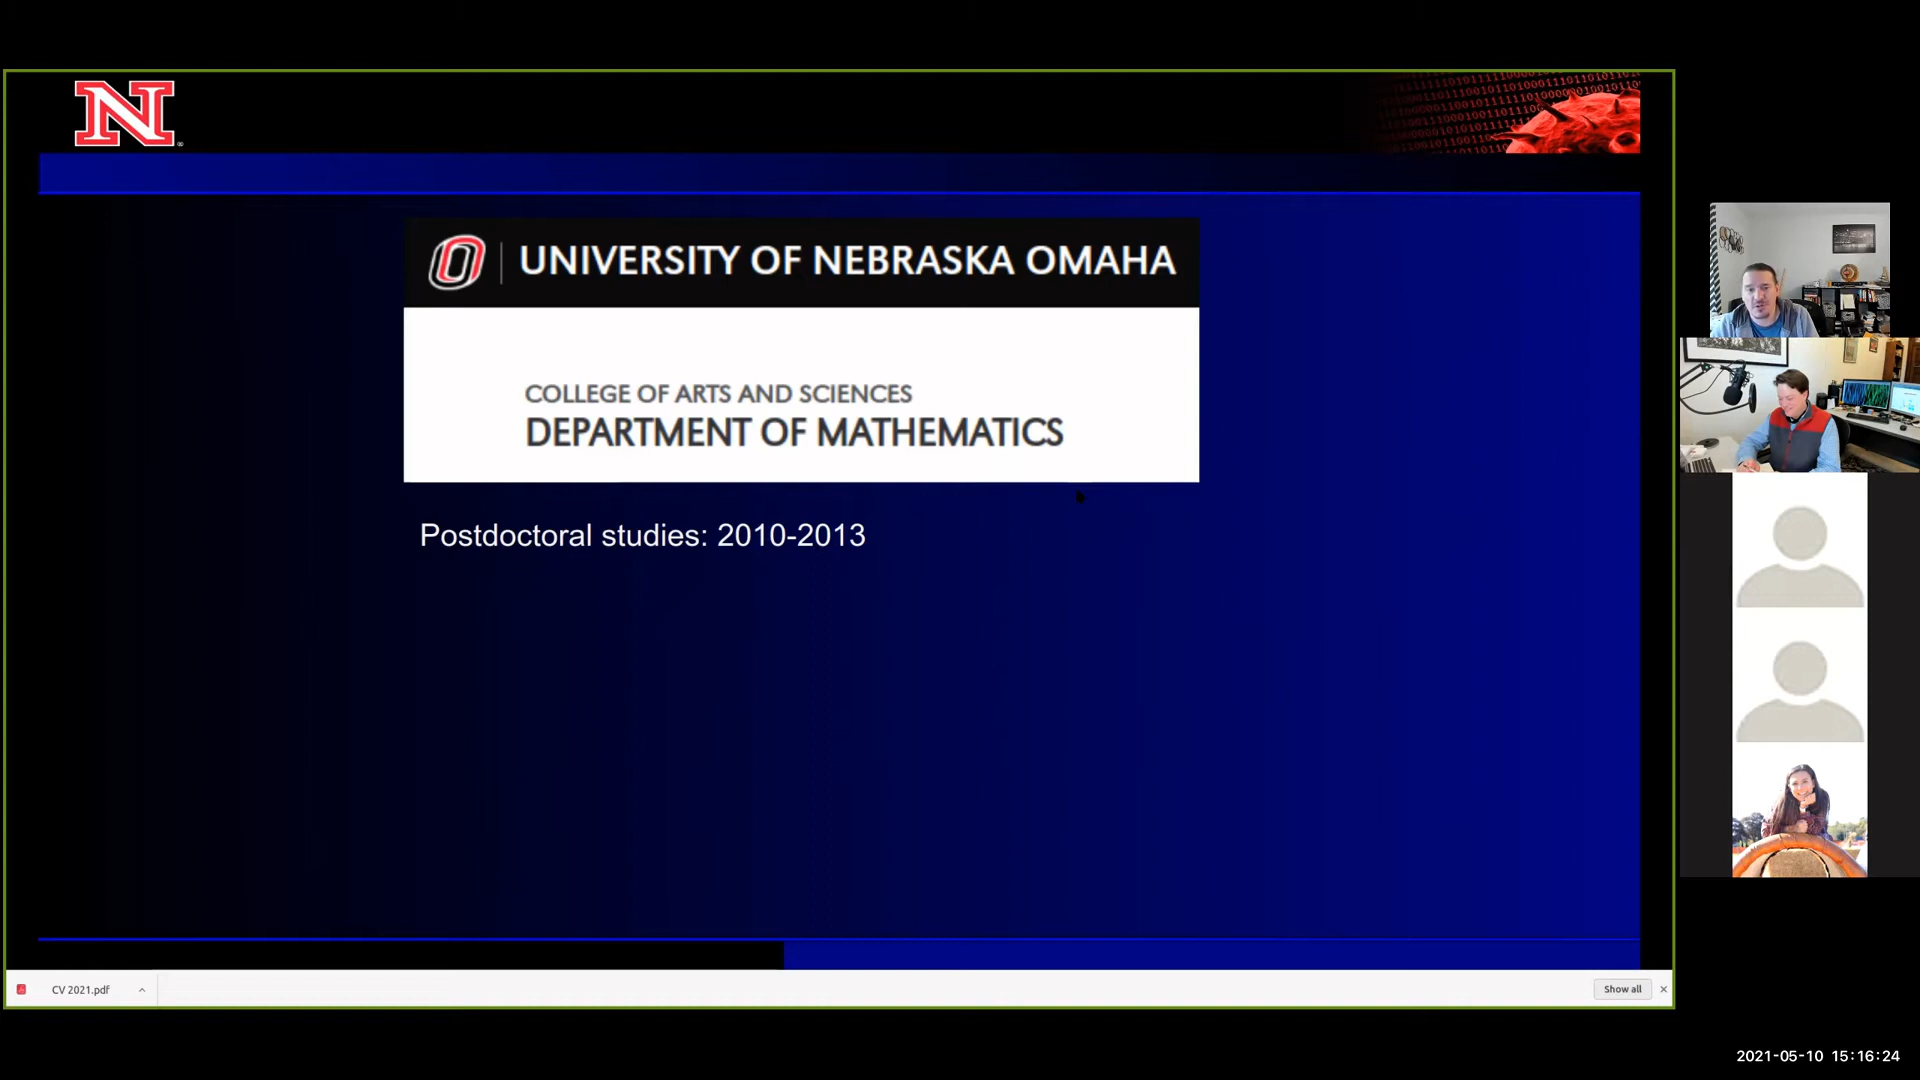 N
UNIVERSITY OF NEBRASKA OMAHA
COLLEGE OF ARTS AND SCIENCES
DEPARTMENT OF MATHEMATICS
Postdoctoral studies: 2010-2013
CV 2021.pdf
Show all
2021-05-10 15:16:24